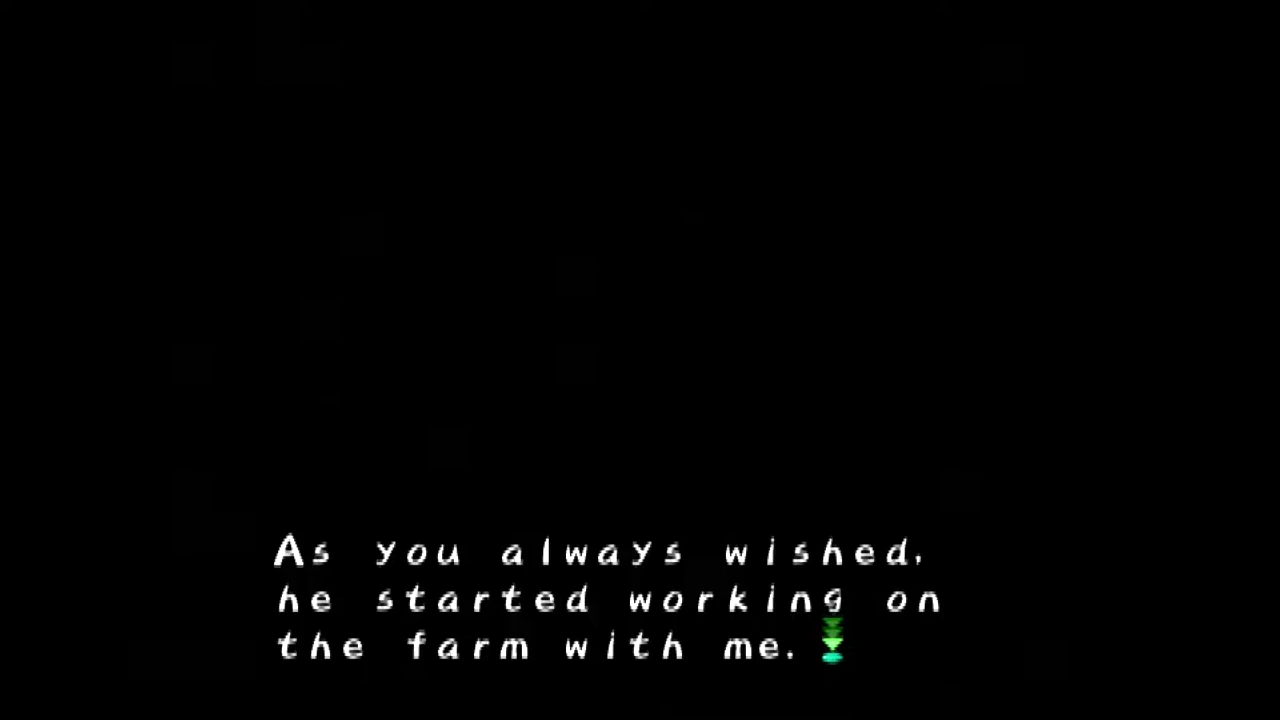 As you always wished,
he started working on
the farm with me.